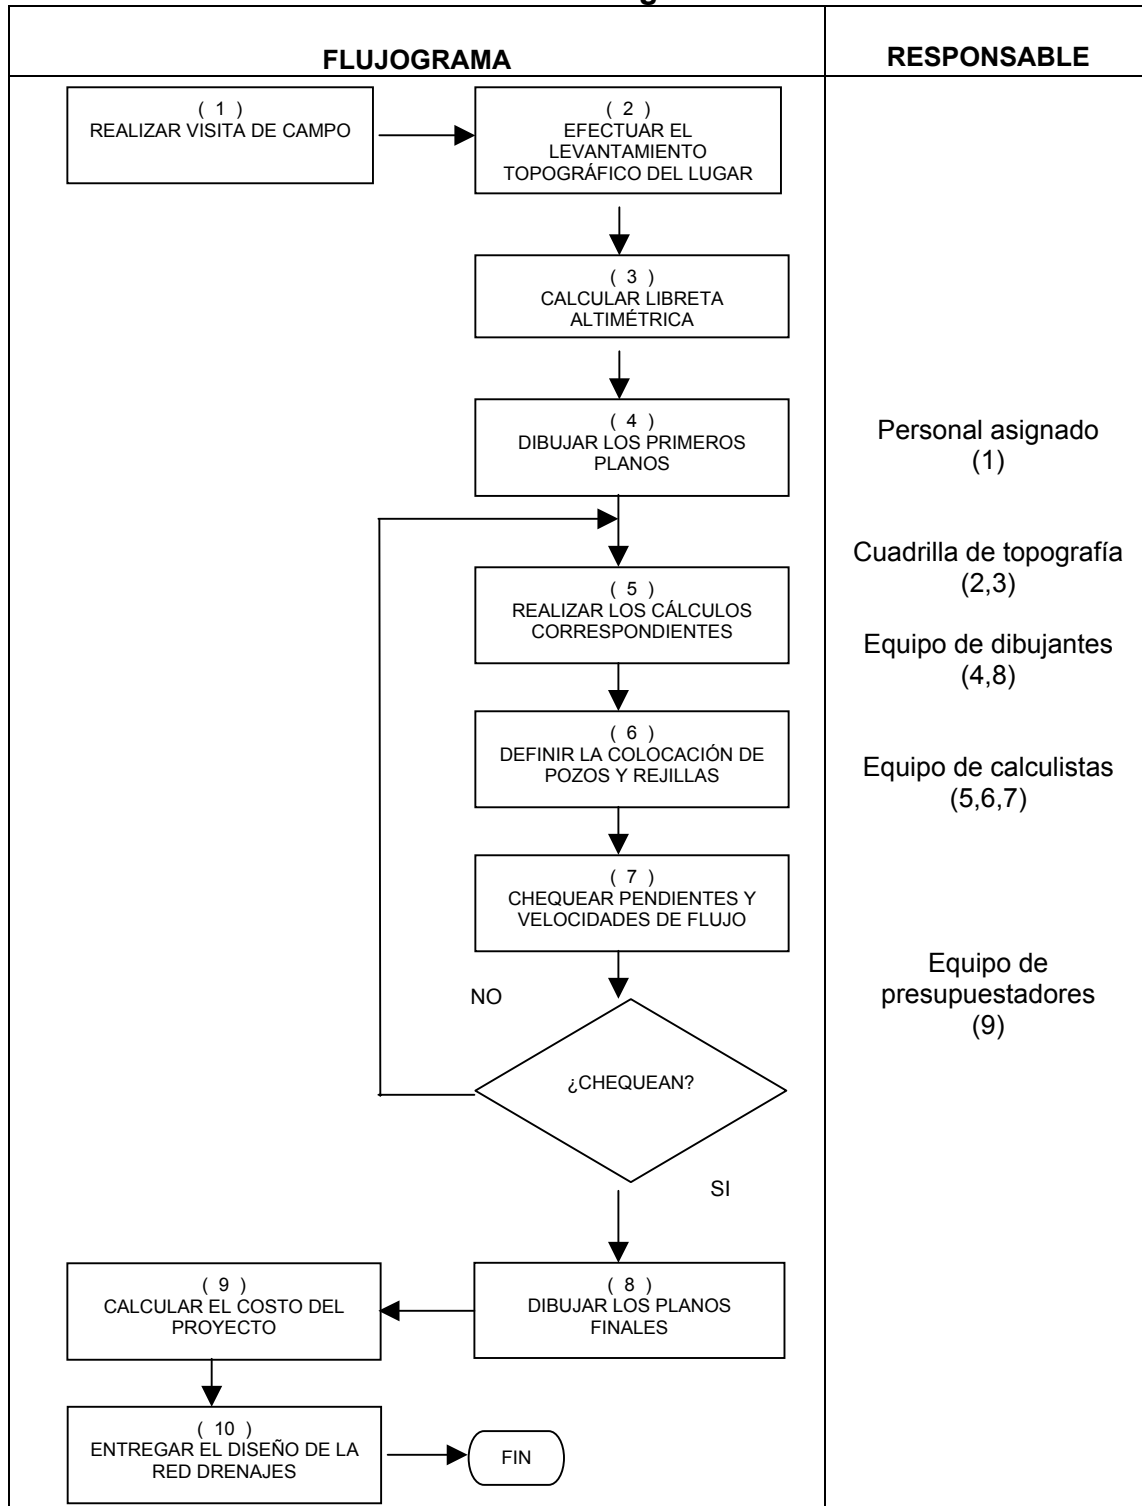 FLUJOGRAMA
RESPONSABLE
( 1 )
REALIZAR VISITA DE CAMPO
( 2 )
EFECTUAR EL
LEVANTAMIENTO
TOPOGRÁFICO DEL LUGAR
( 3 )
CALCULAR LIBRETA
ALTIMÉTRICA
( 4 )
DIBUJAR LOS PRIMEROS
PLANOS
( 5 )
REALIZAR LOS CÁLCULOS
CORRESPONDIENTES
( 6 )
DEFINIR LA COLOCACIÓN DE
POZOS Y REJILLAS
( 7 )
CHEQUEAR PENDIENTES Y
VELOCIDADES DE FLUJO
NO
¿CHEQUEAN?
SI
( 8 )
DIBUJAR LOS PLANOS
FINALES
( 9 )
CALCULAR EL COSTO DEL
PROYECTO
( 10 )
ENTREGAR EL DISEÑO DE LA
RED DRENAJES
FIN
Personal asignado
(1)
Cuadrilla de topografía
(2,3)
Equipo de dibujantes
(4,8)
Equipo de calculistas
(5,6,7)
Equipo de
presupuestadores
(9)